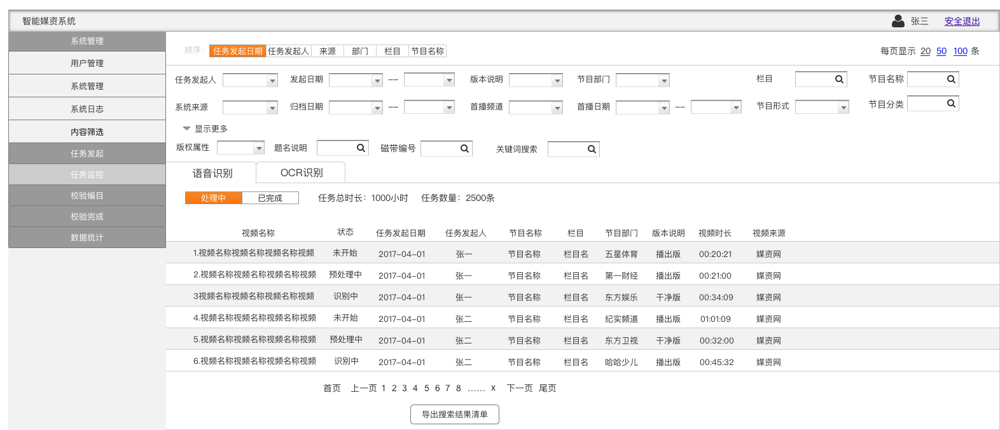 智能媒资系统 张三 安全退出
系统管理
用户管理
系统管理
系统日志
内容筛选
任务发起
任务监控
校验编目
校验完成
数据统计
排序: 任务发起日期 任务发起人 来源 部门 栏目 节目名称 每页显示 20 50 100 条
任务发起人 发起日期 -- 版本说明 节目部门 栏目 节目名称
系统来源 归档日期 -- 首播频道 首播日期 -- 节目形式 节目分类
显示更多
版权属性 题名说明 磁带编号 关键词搜索
语音识别 OCR识别
处理中 已完成 任务总时长：1000小时 任务数量：2500条
视频名称 状态 任务发起日期 任务发起人 节目名称 栏目 节目部门 版本说明 视频时长 视频来源
1.视频名称视频名称视频名称视频 未开始 2017-04-01 张一 节目名称 栏目名 五星体育 播出版 00:20:21 媒资网
2.视频名称视频名称视频名称视频 预处理中 2017-04-01 张一 节目名称 栏目名 第一财经 播出版 00:21:00 媒资网
3视频名称视频名称视频名称视频 识别中 2017-04-01 张一 节目名称 栏目名 东方娱乐 干净版 00:34:09 媒资网
4.视频名称视频名称视频名称视频 未开始 2017-04-01 张二 节目名称 栏目名 纪实频道 播出版 01:01:09 媒资网
5.视频名称视频名称视频名称视频 预处理中 2017-04-01 张二 节目名称 栏目名 东方卫视 干净版 00:32:00 媒资网
6.视频名称视频名称视频名称视频 识别中 2017-04-01 张二 节目名称 栏目名 哈哈少儿 播出版 00:45:32 媒资网
首页 上一页 1 2 3 4 5 6 7 8 …… x 下一页 尾页
导出搜索结果清单